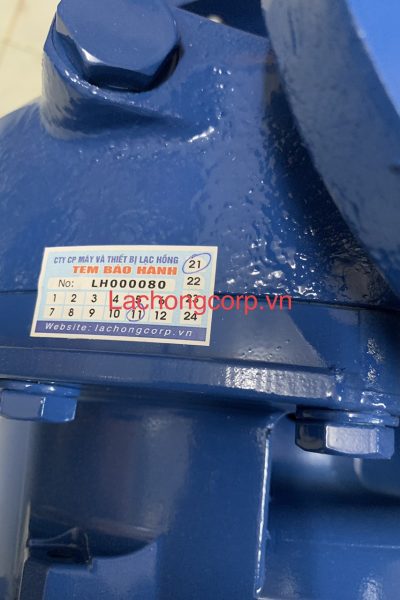 CTY CP MÁY VÀ THIẾT BỊ LẠC HỒNG 21
TEM BẢO HÀNH 22
No: LH000080
1 2 3 4 5 6 23
7 8 9 10 11 12 24
Website: lachongcorp.vn
Lachongcorp.vn